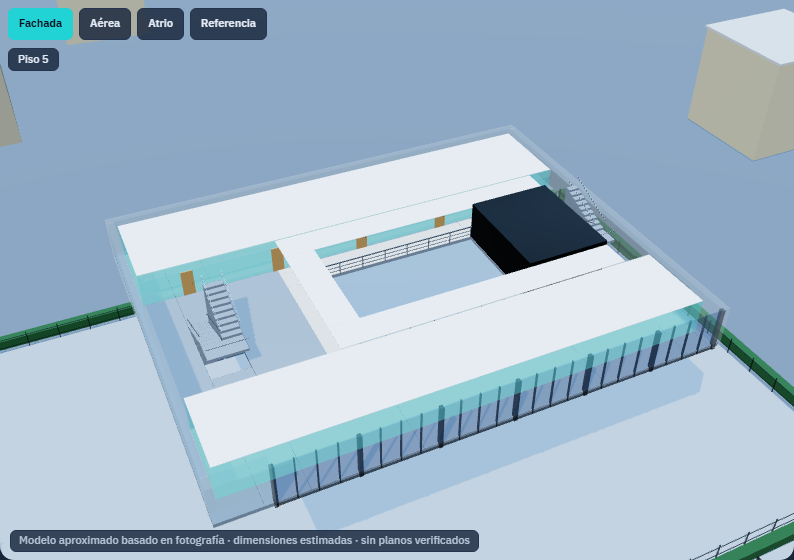 Fachada Aérea Atrio Referencia
Piso 5
Modelo aproximado basado en fotografía · dimensiones estimadas · sin planos verificados